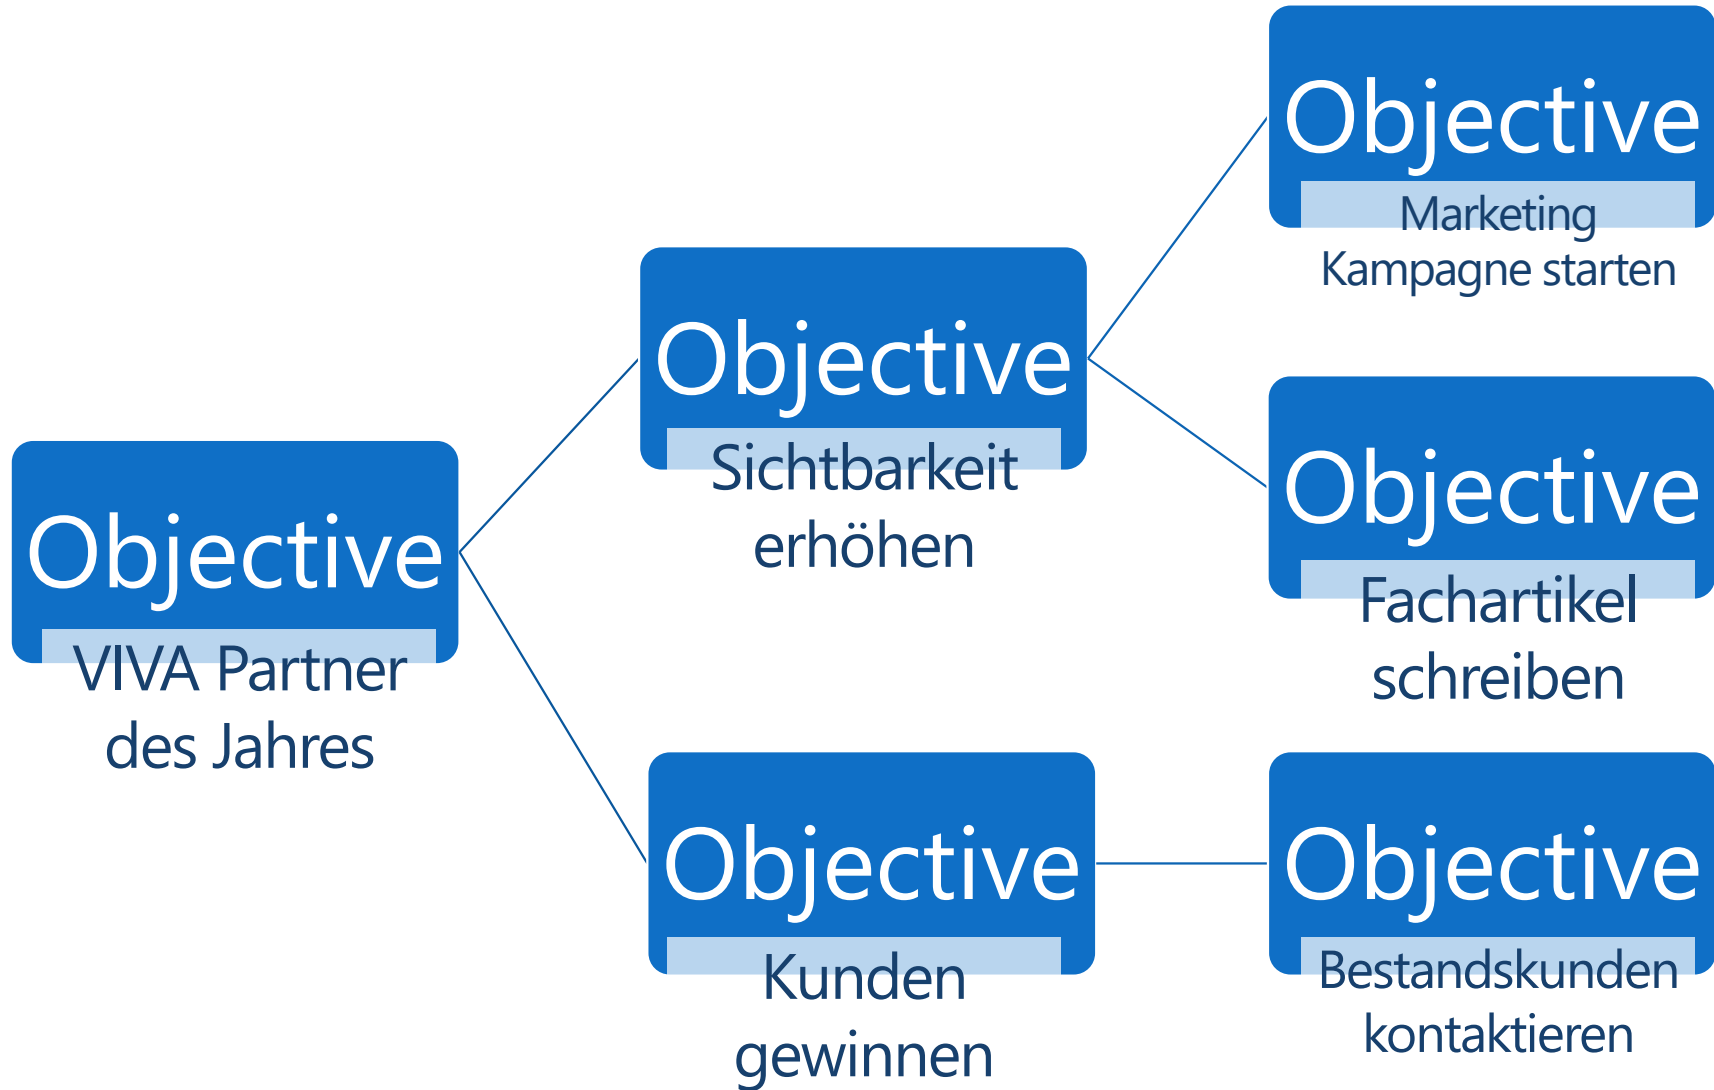 Objective
VIVA Partner
des Jahres
Objective
Sichtbarkeit
erhöhen
Objective
Marketing
Kampagne starten
Objective
Fachartikel
schreiben
Objective
Kunden
gewinnen
Objective
Bestandskunden
kontaktieren